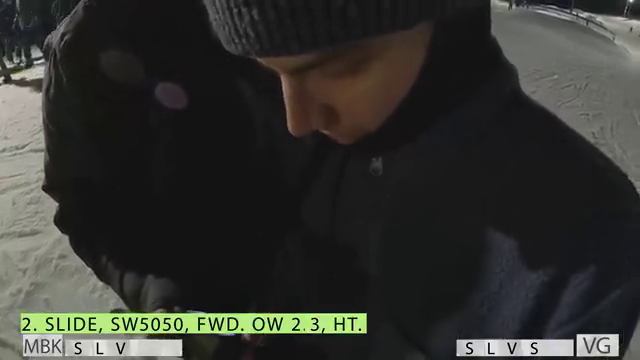 2. SLIDE, SW5050, FWD. OW 2.3, HT.
MBK S L V
S L V S VG